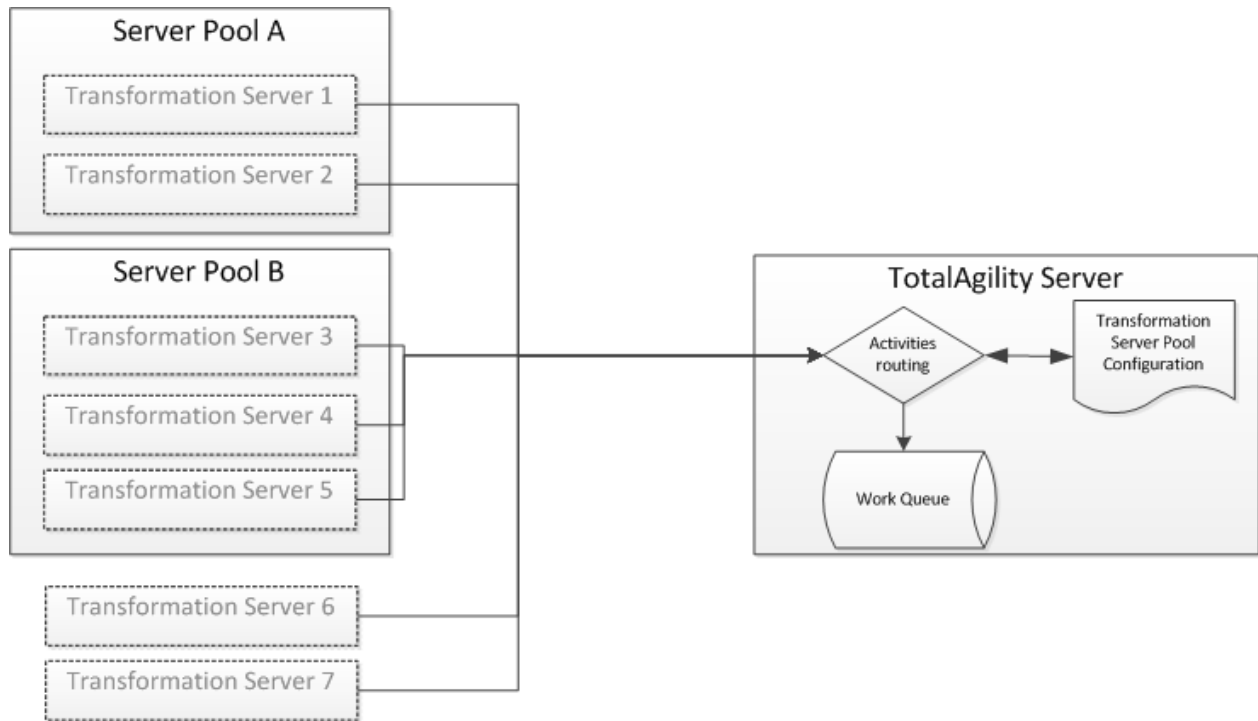 Server Pool A
Transformation Server 1
Transformation Server 2
Server Pool B
Transformation Server 3
Transformation Server 4
Transformation Server 5
Transformation Server 6
Transformation Server 7
TotalAgility Server
Activities
routing
Transformation
Server Pool
Configuration
Work Queue